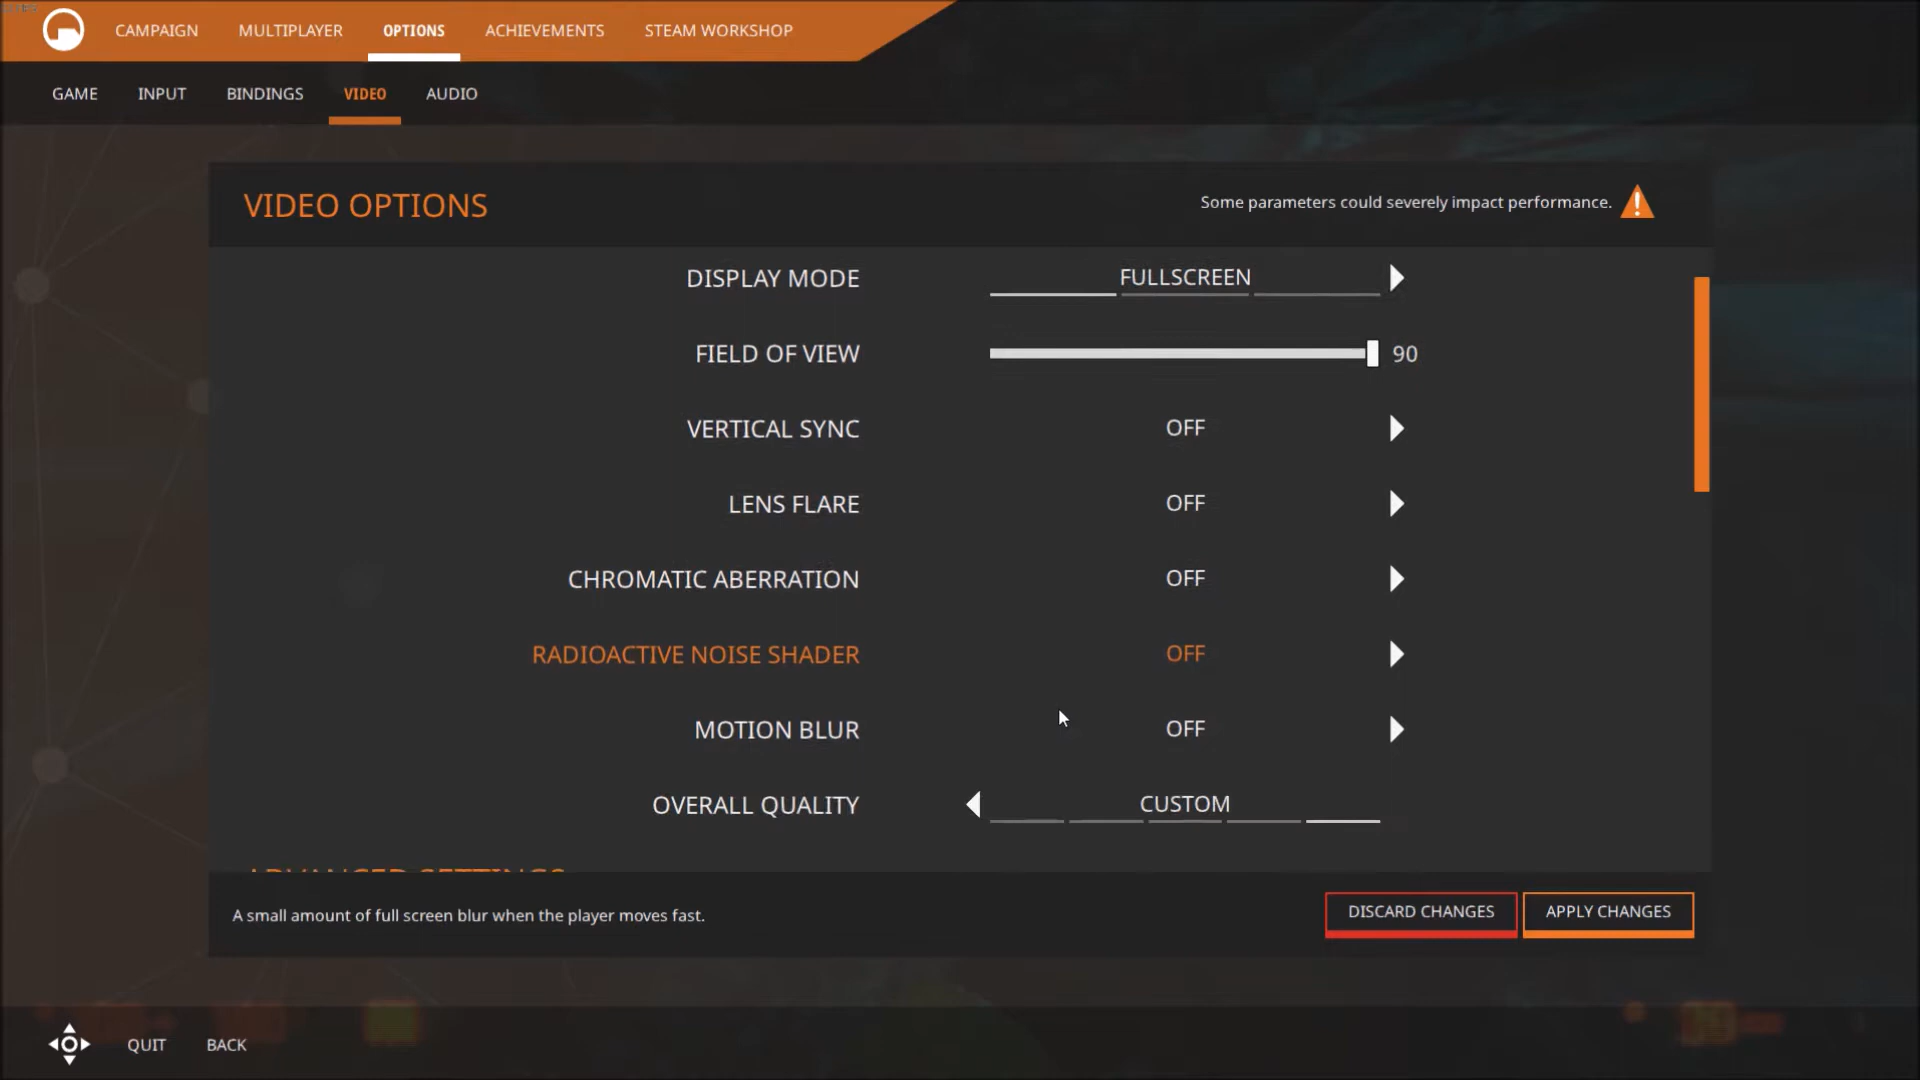 CAMPAIGN MULTIPLAYER OPTIONS ACHIEVEMENTS STEAM WORKSHOP
GAME INPUT BINDINGS VIDEO AUDIO
VIDEO OPTIONS
Some parameters could severely impact performance.
DISPLAY MODE FULLSCREEN
FIELD OF VIEW 90
VERTICAL SYNC OFF
LENS FLARE OFF
CHROMATIC ABERRATION OFF
RADIOACTIVE NOISE SHADER OFF
MOTION BLUR OFF
OVERALL QUALITY CUSTOM
ADVANCED SETTINGS
A small amount of full screen blur when the player moves fast.
DISCARD CHANGES APPLY CHANGES
QUIT BACK